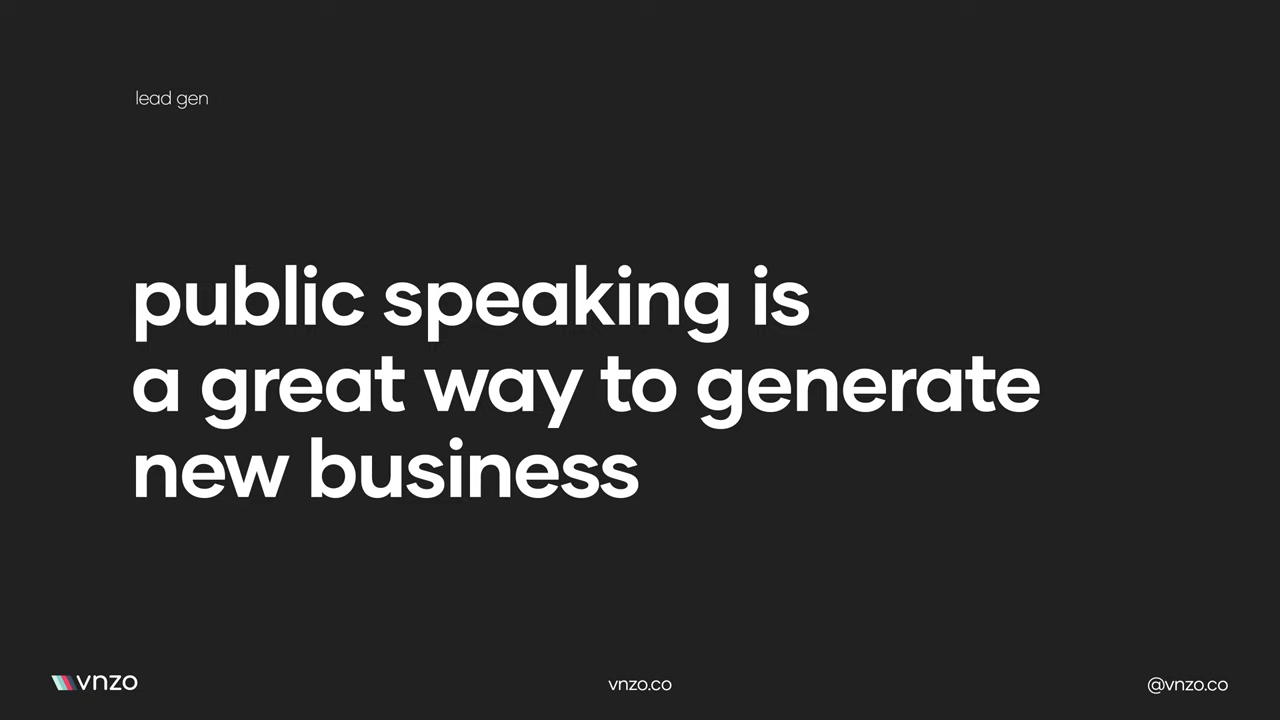 lead gen
public speaking is
a great way to generate
new business
vnzo
vnzo.co
@vnzo.co